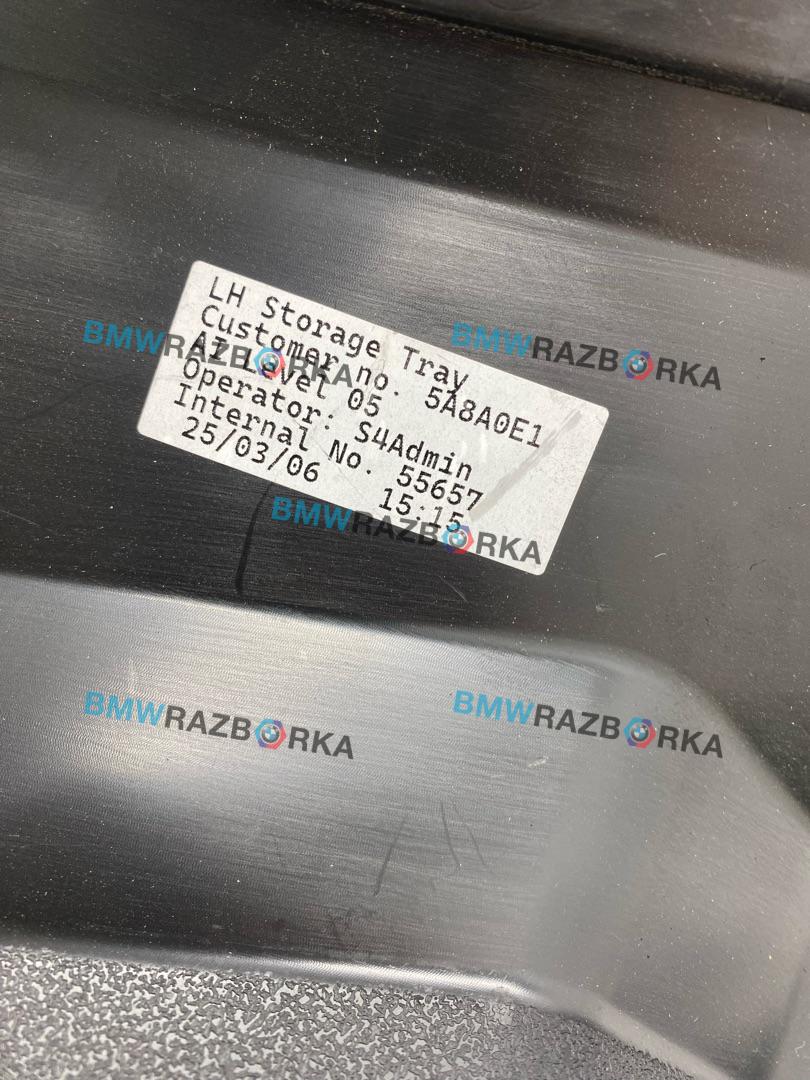 LH Storage Tray
Customer no. 5A8A0E1
AI Level 05
Operator: S4Admin
Internal No. 55657
25/03/06 15:15
BMWRAZBORKA
BMWRAZBORKA
BMWRAZBORKA
BMWRAZBORKA
BMWRAZBORKA